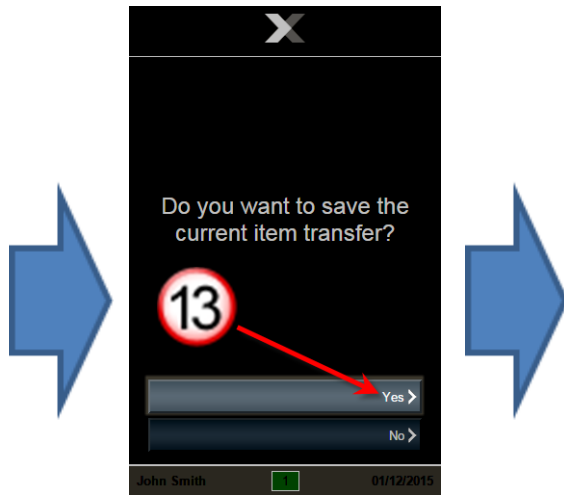 Do you want to save the
current item transfer?
13
Yes
No
John Smith 1 01/12/2015